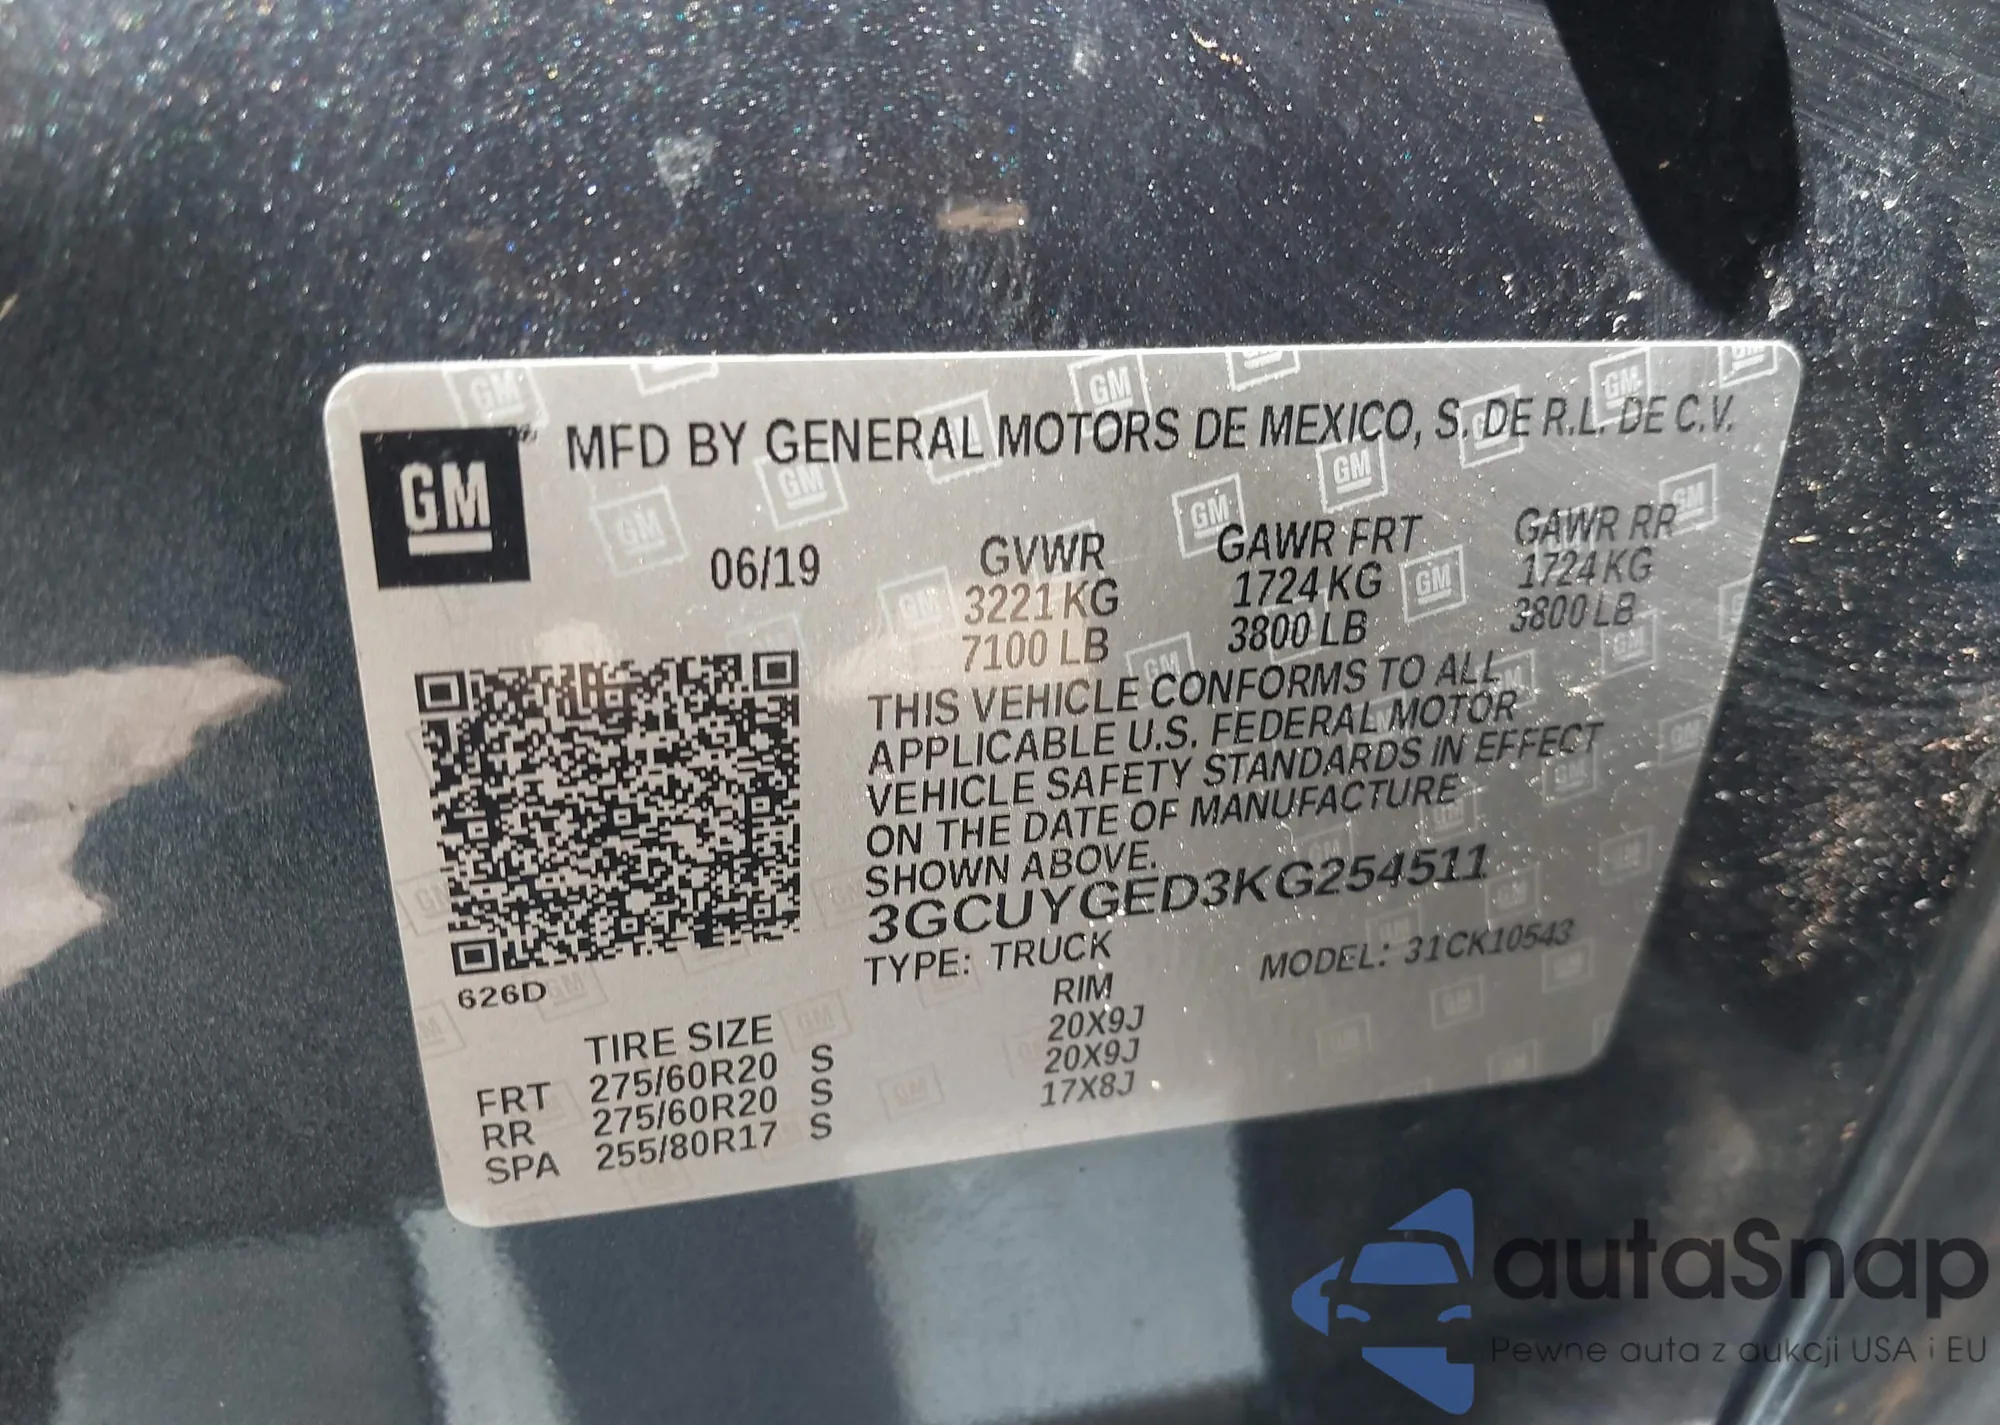 GM
MFD BY GENERAL MOTORS DE MEXICO, S. DE R.L. DE C.V.
06/19
GVWR GAWR FRT GAWR RR
3221 KG 1724 KG 1724 KG
7100 LB 3800 LB 3800 LB
THIS VEHICLE CONFORMS TO ALL
APPLICABLE U.S. FEDERAL MOTOR
VEHICLE SAFETY STANDARDS IN EFFECT
ON THE DATE OF MANUFACTURE
SHOWN ABOVE.
3GCUYGED3KG254511
TYPE: TRUCK MODEL: 31CK10543
626D
TIRE SIZE RIM
FRT 275/60R20 S 20X9J
RR 275/60R20 S 20X9J
SPA 255/80R17 S 17X8J
autaSnap
Pewne auta z aukcji USA i EU